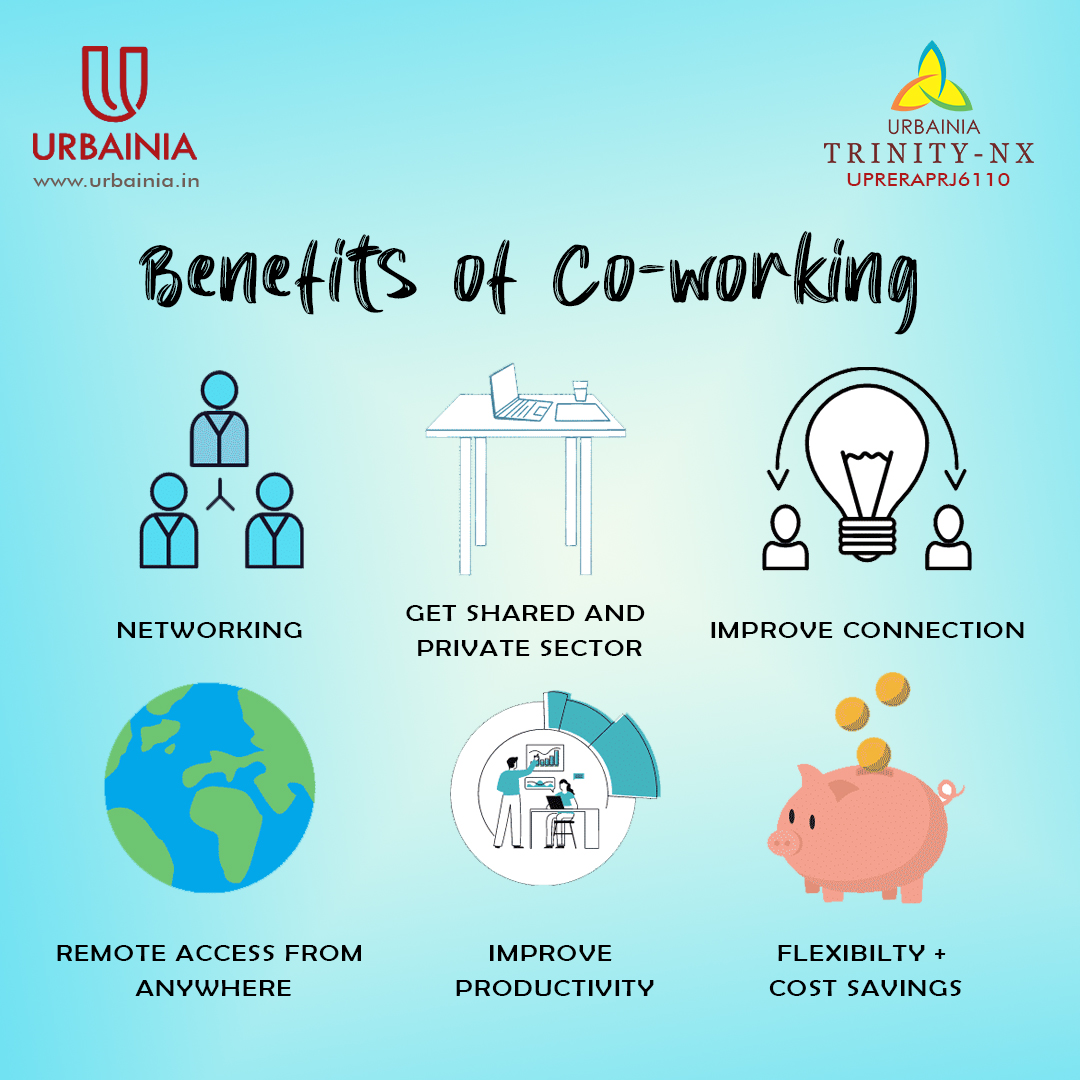 URBAINIA
www.urbainia.in
URBAINIA
TRINITY-NX
UPRERAPRJ6110
Benefits of Co-working
NETWORKING
GET SHARED AND
PRIVATE SECTOR
IMPROVE CONNECTION
REMOTE ACCESS FROM
ANYWHERE
IMPROVE
PRODUCTIVITY
FLEXIBILTY +
COST SAVINGS